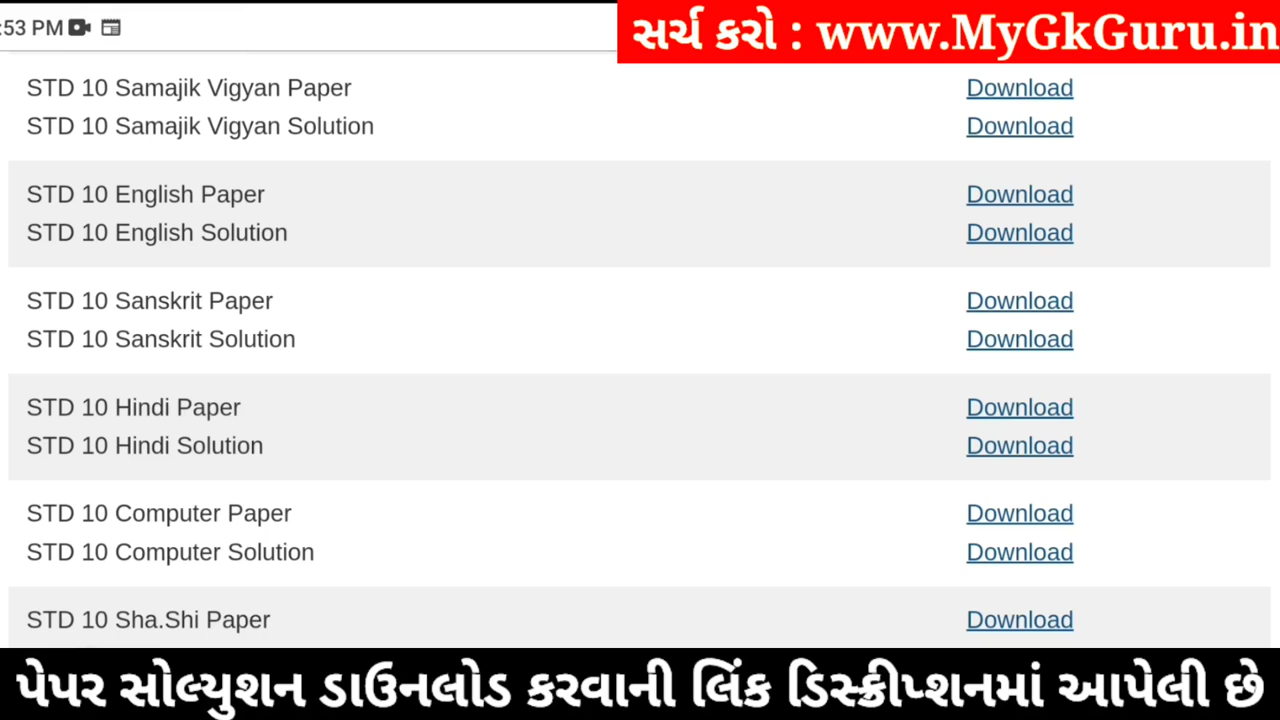 :53 PM
સર્ચ કરો : www.MyGkGuru.in
STD 10 Samajik Vigyan Paper Download
STD 10 Samajik Vigyan Solution Download
STD 10 English Paper Download
STD 10 English Solution Download
STD 10 Sanskrit Paper Download
STD 10 Sanskrit Solution Download
STD 10 Hindi Paper Download
STD 10 Hindi Solution Download
STD 10 Computer Paper Download
STD 10 Computer Solution Download
STD 10 Sha.Shi Paper Download
પેપર સોલ્યુશન ડાઉનલોડ કરવાની લિંક ડિસ્ક્રીપ્શનમાં આપેલી છે